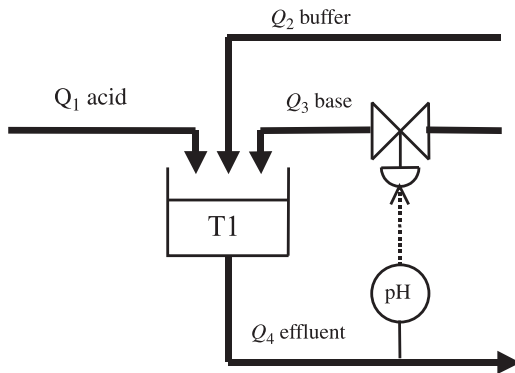 Q₂ buffer
Q₁ acid
Q₃ base
T1
pH
Q₄ effluent